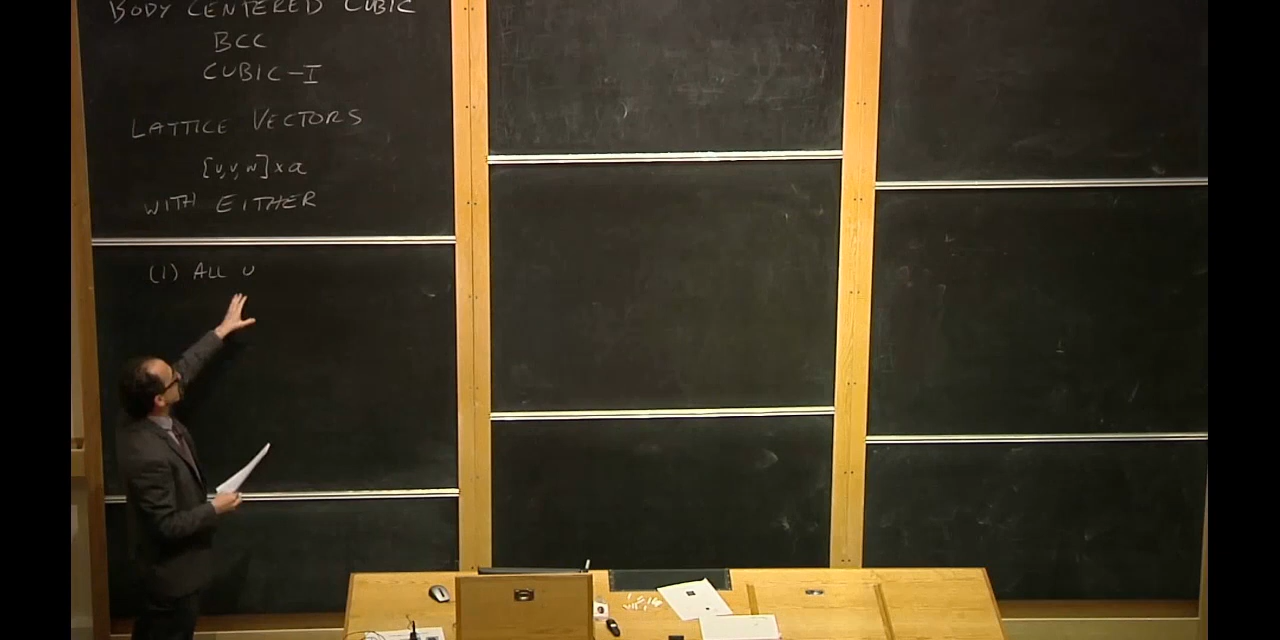 BODY CENTERED CUBIC
BCC
CUBIC-I
LATTICE VECTORS
[u,v,w]×a
WITH EITHER
(1) ALL U